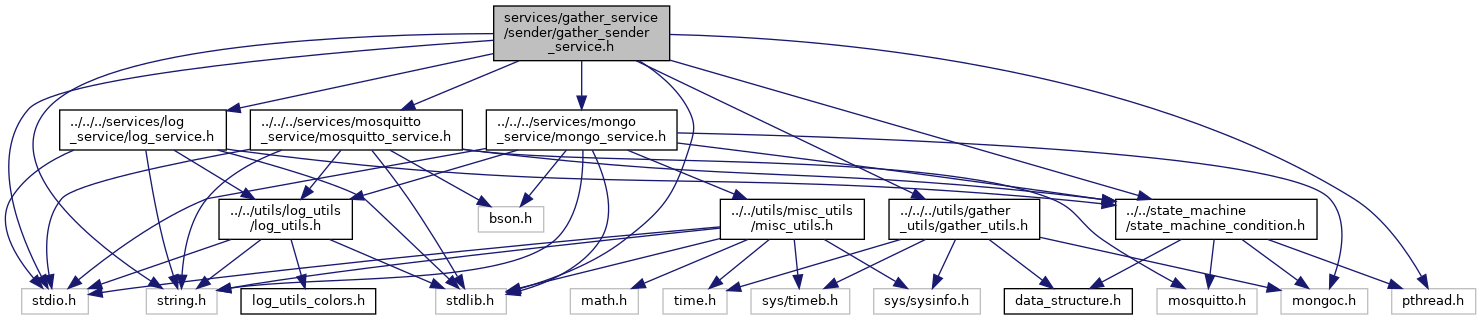 services/gather_service
/sender/gather_sender
_service.h
../../../services/log
_service/log_service.h
../../../services/mosquitto
_service/mosquitto_service.h
../../../services/mongo
_service/mongo_service.h
../../utils/log_utils
/log_utils.h
bson.h
../../utils/misc_utils
/misc_utils.h
../../../utils/gather
_utils/gather_utils.h
../../state_machine
/state_machine_condition.h
stdio.h
string.h
log_utils_colors.h
stdlib.h
math.h
time.h
sys/timeb.h
sys/sysinfo.h
data_structure.h
mosquitto.h
mongoc.h
pthread.h